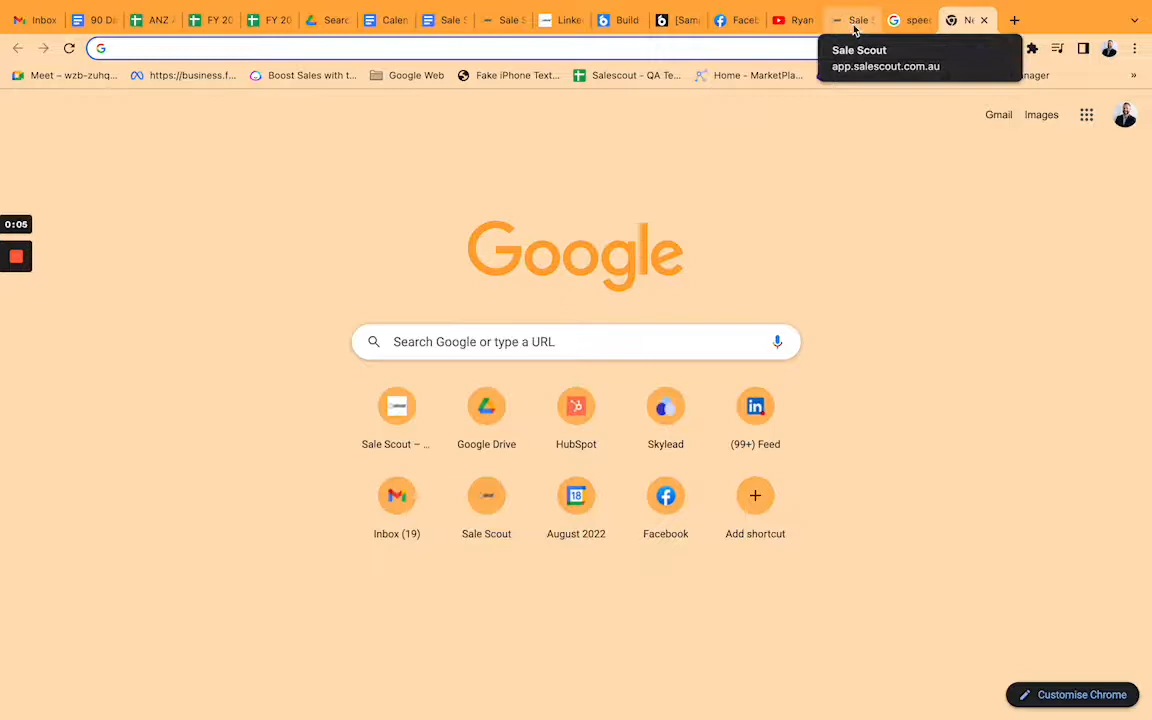 Inbox
90 Da
ANZ A
FY 20
FY 20
Searc
Calen
Sale S
Sale S
Linke
Build
[Sam
Faceb
Ryan
Sale S
speed
Ne
Sale Scout
app.salescout.com.au
Meet – wzb-zuhq...
https://business.f...
Boost Sales with t...
Google Web
Fake iPhone Text...
Salescout - QA Te...
Home - MarketPla...
anager
»
Gmail
Images
0:05
Google
Search Google or type a URL
Sale Scout – ...
Google Drive
HubSpot
Skylead
(99+) Feed
Inbox (19)
Sale Scout
August 2022
Facebook
Add shortcut
Customise Chrome